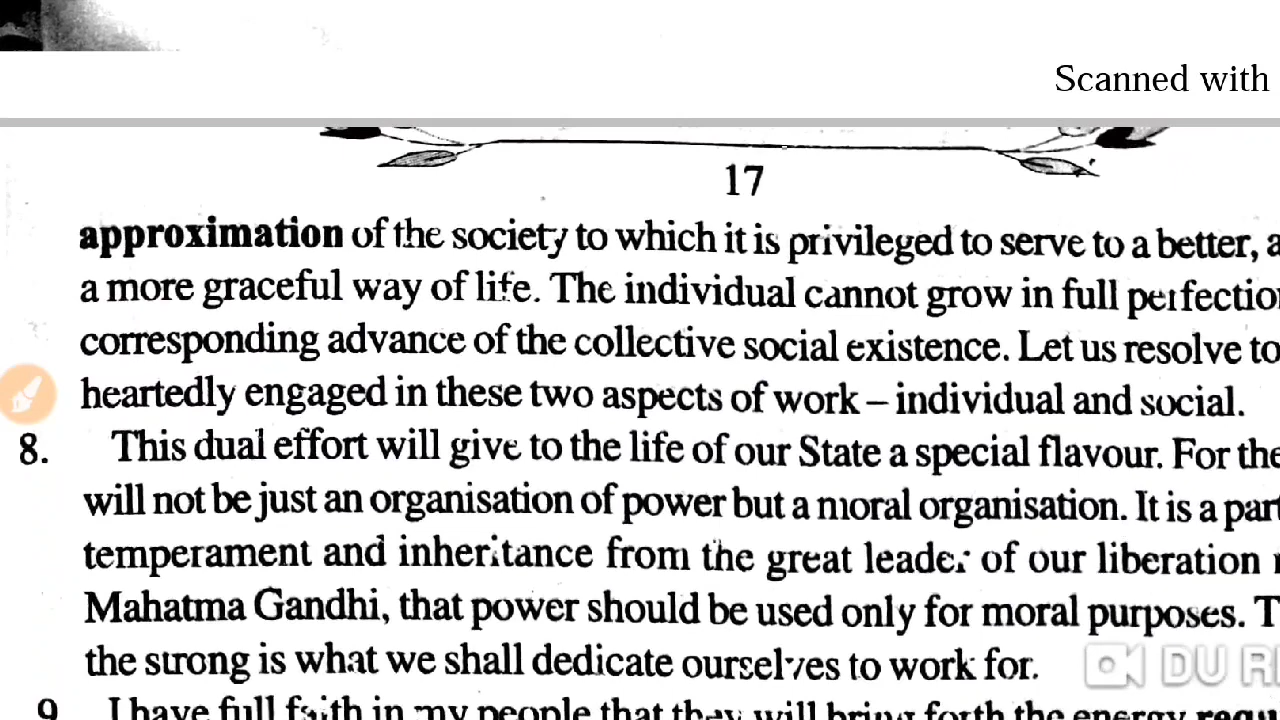 Scanned with
17
approximation of the society to which it is privileged to serve to a better, a
a more graceful way of life. The individual cannot grow in full perfectio
corresponding advance of the collective social existence. Let us resolve to
heartedly engaged in these two aspects of work – individual and social.
8. This dual effort will give to the life of our State a special flavour. For the
will not be just an organisation of power but a moral organisation. It is a part
temperament and inheritance from the great leader of our liberation
Mahatma Gandhi, that power should be used only for moral purposes. T
the strong is what we shall dedicate ourselves to work for.
DU RE
9 I have full faith in my people that they will bring forth the energy requ